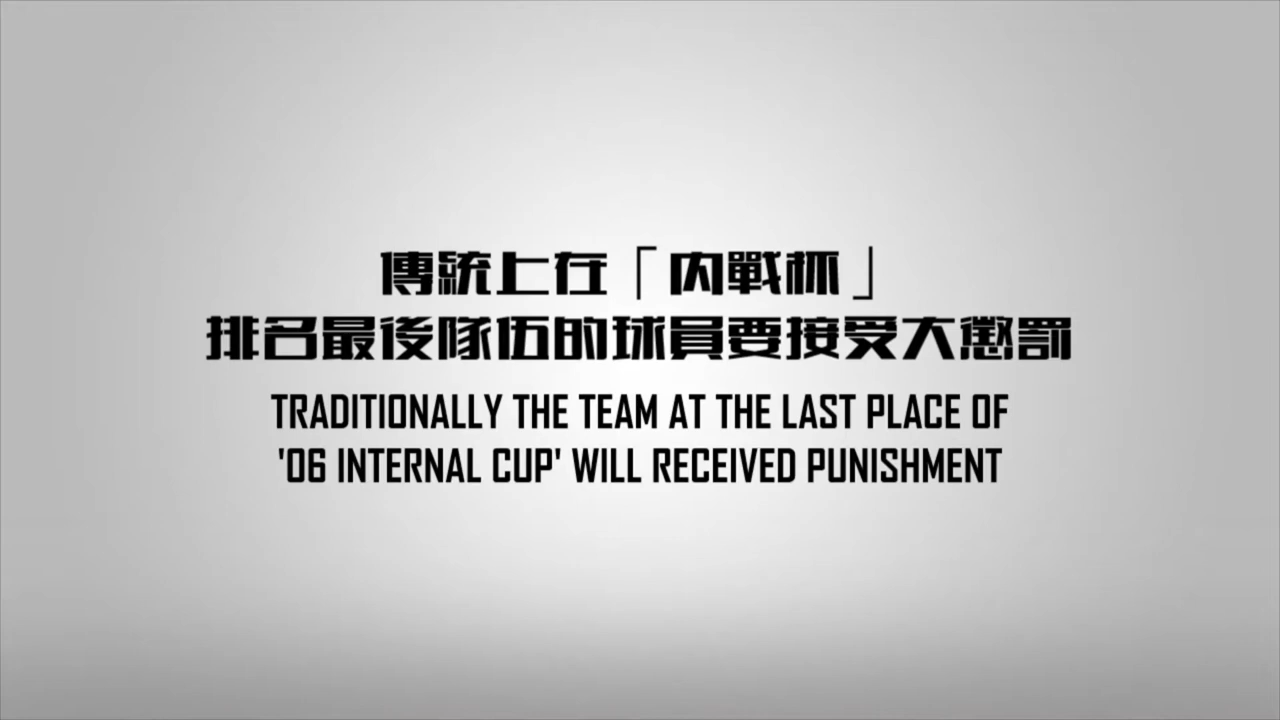 傳統上在「内戰杯」
排名最後隊伍的球員要接受大懲罰
TRADITIONALLY THE TEAM AT THE LAST PLACE OF
'06 INTERNAL CUP' WILL RECEIVED PUNISHMENT